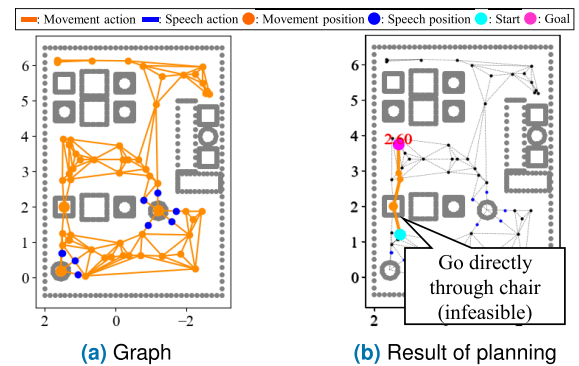 : Movement action : Speech action : Movement position : Speech position : Start : Goal
6
5
4
3
2
1
0
2 0 −2
6
5
4
3
2
1
0
2
2.60
Go directly
through chair
(infeasible)
(a) Graph
(b) Result of planning